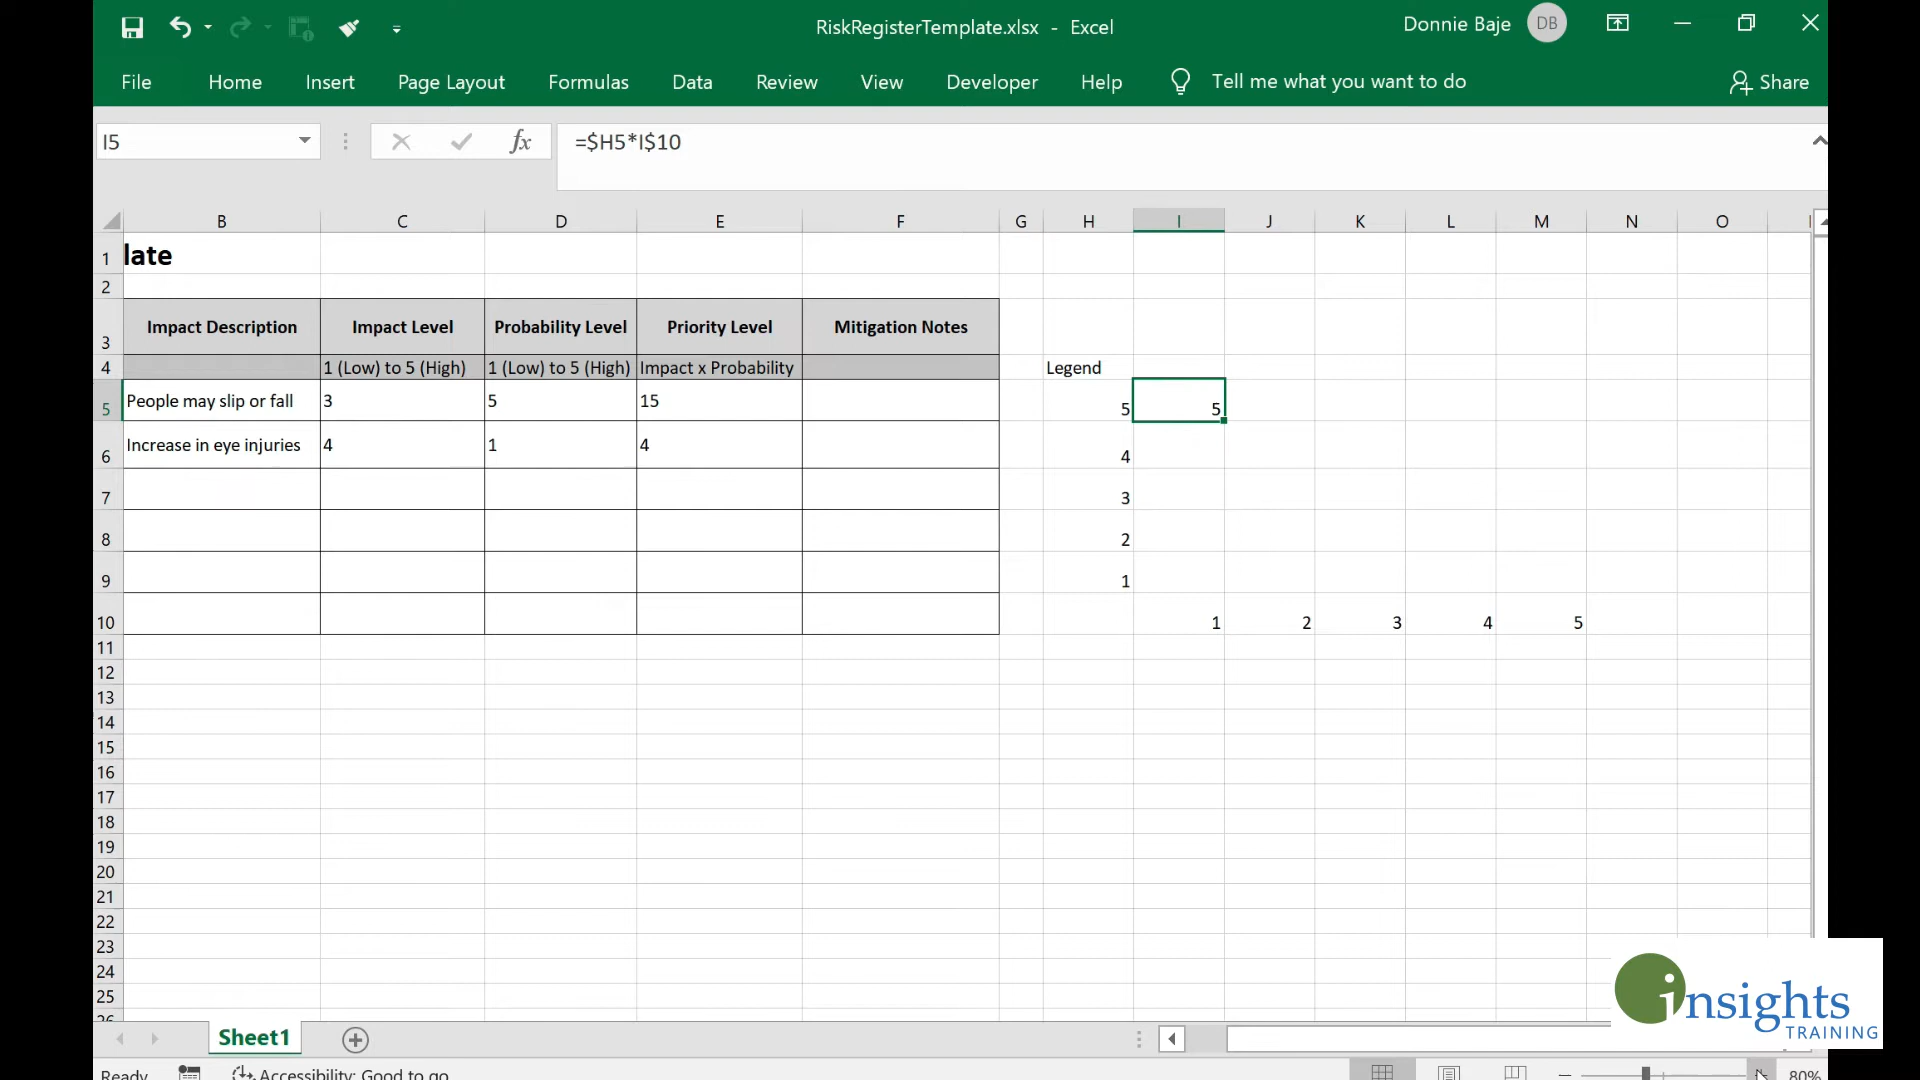 RiskRegisterTemplate.xlsx - Excel
Donnie Baje DB
File Home Insert Page Layout Formulas Data Review View Developer Help Tell me what you want to do Share
I5 fx =$H5*I$10
B C D E F G H I J K L M N O
1 late
2
3 Impact Description Impact Level Probability Level Priority Level Mitigation Notes
4 1 (Low) to 5 (High) 1 (Low) to 5 (High) Impact x Probability Legend
5 People may slip or fall 3 5 15 5 5
6 Increase in eye injuries 4 1 4 4
7 3
8 2
9 1
10 1 2 3 4 5
11
12
13
14
15
16
17
18
19
20
21
22
23
24
25
26
insights
TRAINING
Sheet1
Ready Accessibility: Good to go 80%